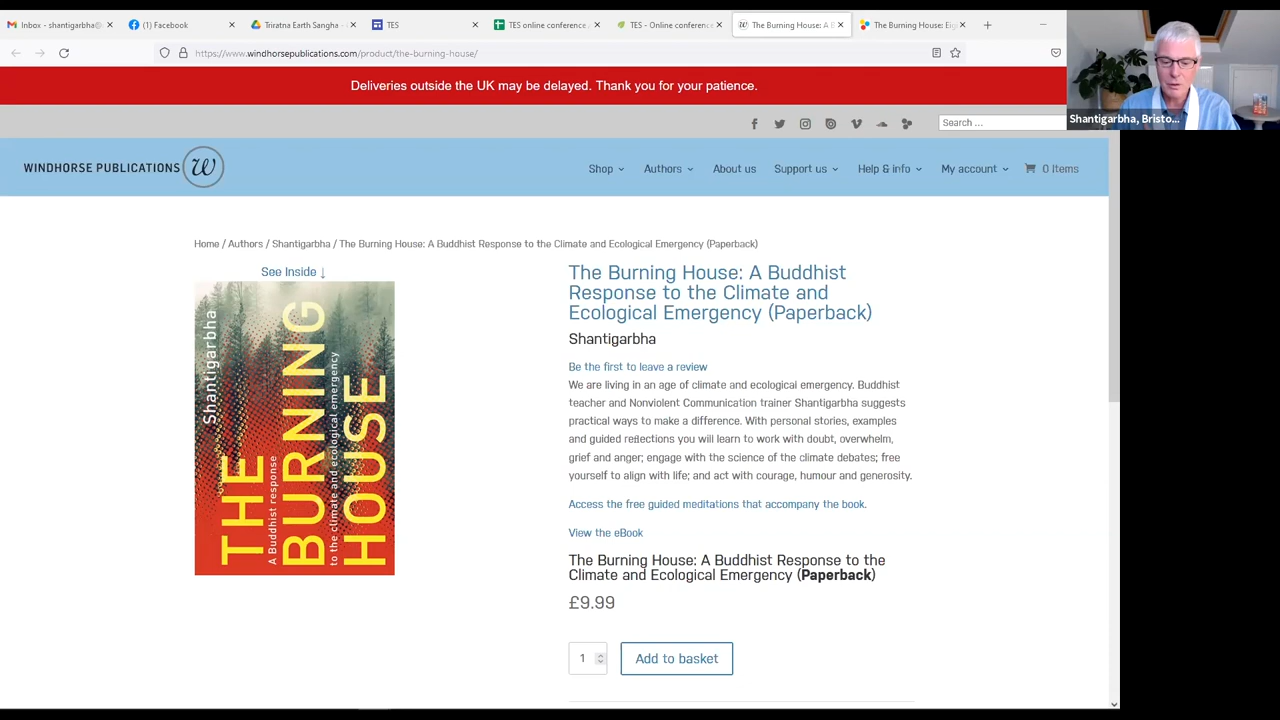 Inbox - shantigarbha@
(1) Facebook
Triratna Earth Sangha -
TES
TES online conference
TES - Online conference
The Burning House: A B
The Burning House: Eng
https://www.windhorsepublications.com/product/the-burning-house/
Deliveries outside the UK may be delayed. Thank you for your patience.
Search ...
Shantigarbha, Bristo...
WINDHORSE PUBLICATIONS w
Shop
Authors
About us
Support us
Help & info
My account
0 Items
Home / Authors / Shantigarbha / The Burning House: A Buddhist Response to the Climate and Ecological Emergency (Paperback)
See Inside ↓
Shantigarbha
THE
A Buddhist response
BURNING
to the climate and ecological emergency
HOUSE
The Burning House: A Buddhist
Response to the Climate and
Ecological Emergency (Paperback)
Shantigarbha
Be the first to leave a review
We are living in an age of climate and ecological emergency. Buddhist
teacher and Nonviolent Communication trainer Shantigarbha suggests
practical ways to make a difference. With personal stories, examples
and guided reflections you will learn to work with doubt, overwhelm,
grief and anger; engage with the science of the climate debates; free
yourself to align with life; and act with courage, humour and generosity.
Access the free guided meditations that accompany the book.
View the eBook
The Burning House: A Buddhist Response to the
Climate and Ecological Emergency (Paperback)
£9.99
1
Add to basket